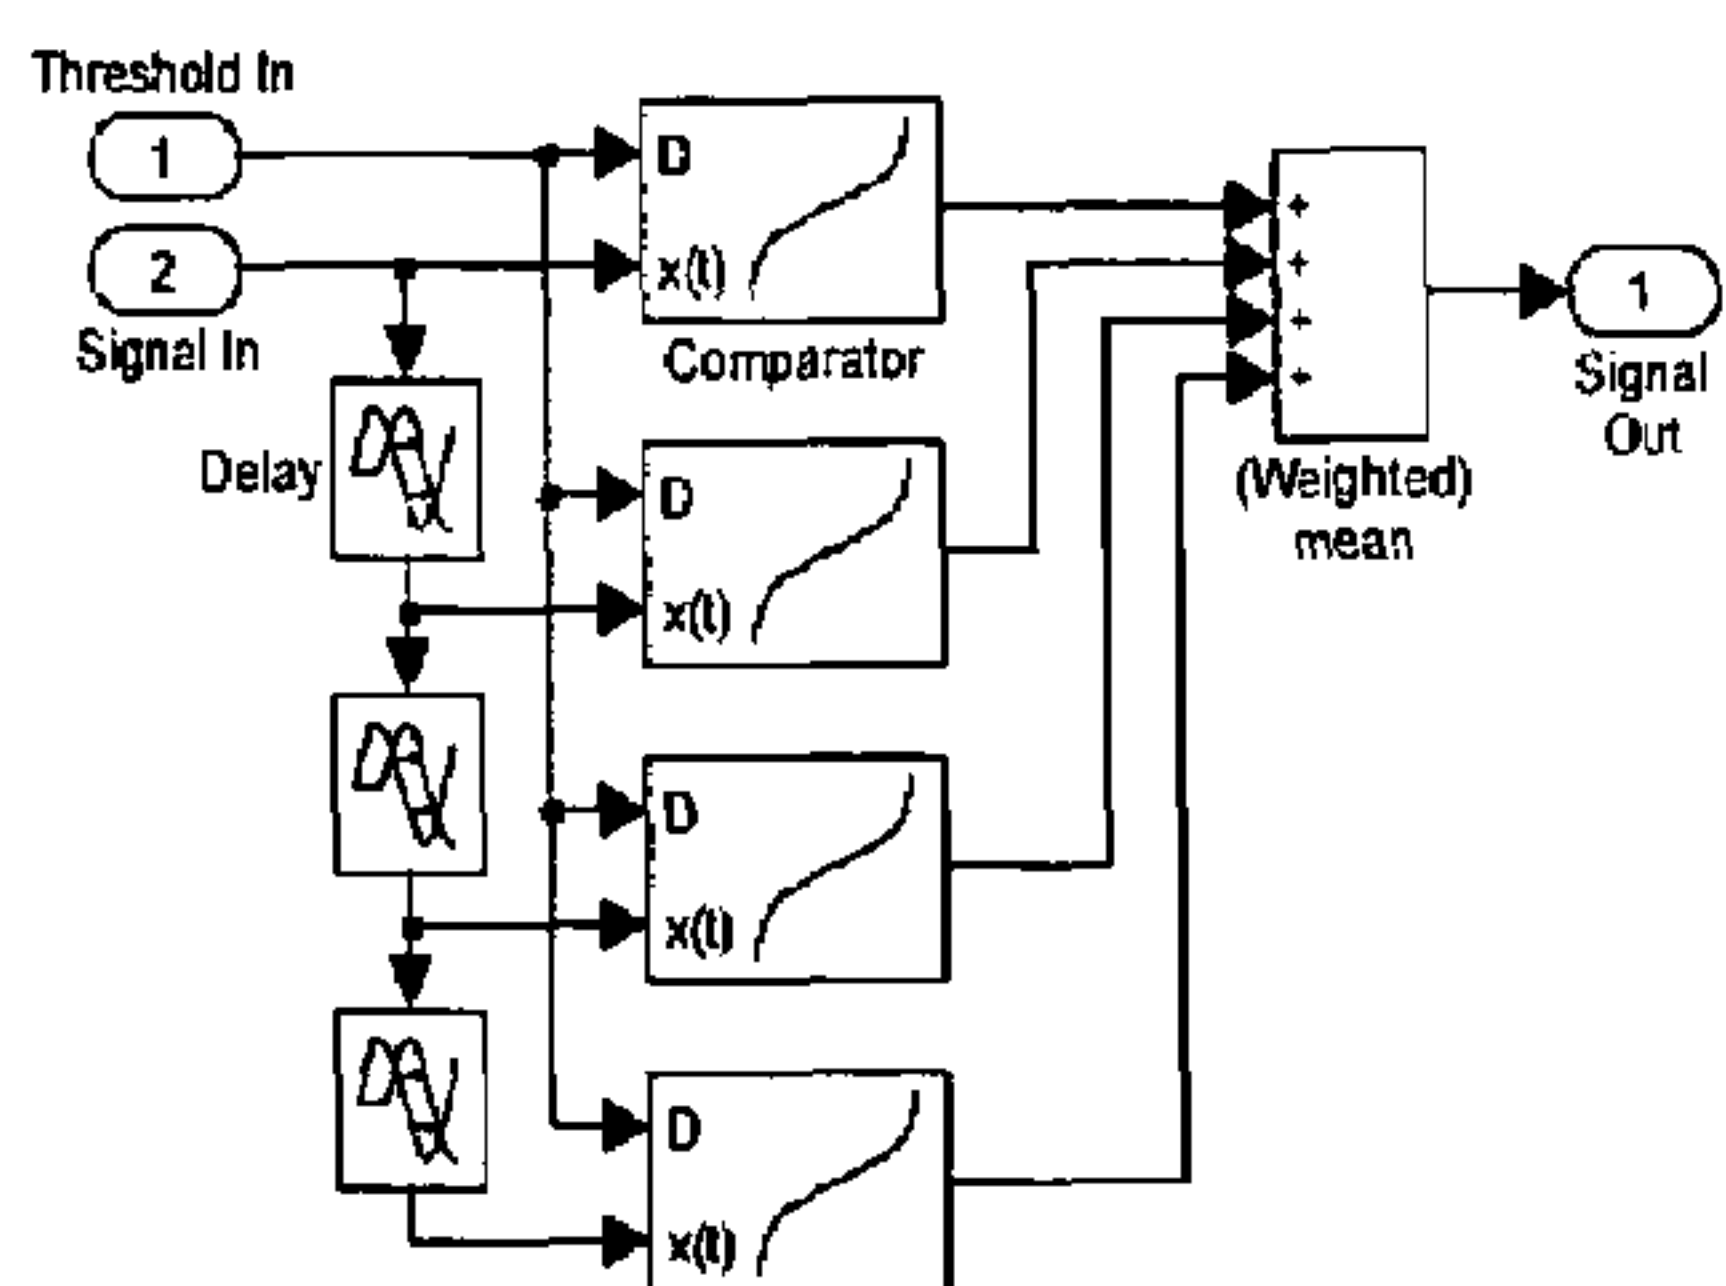 Threshold In
1
2
Signal In
D
x(t)
Comparator
Delay
D
x(t)
D
x(t)
D
x(t)
+
+
+
+
(Weighted)
mean
1
Signal
Out